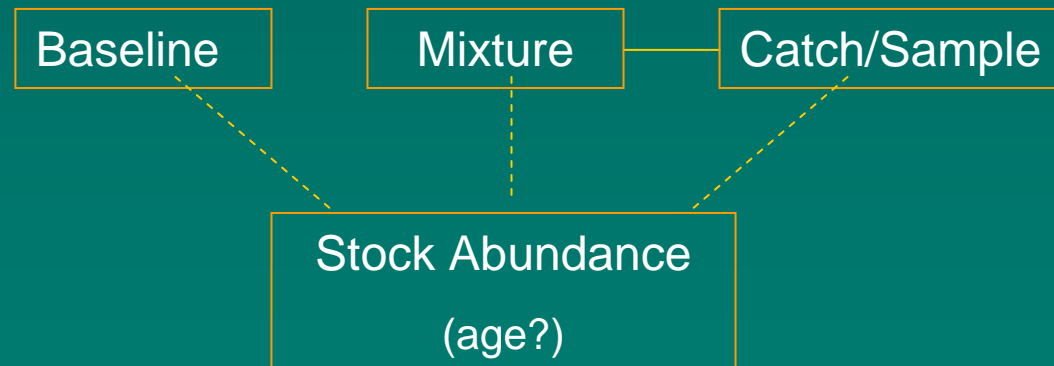 Baseline
Mixture
Catch/Sample
Stock Abundance
(age?)